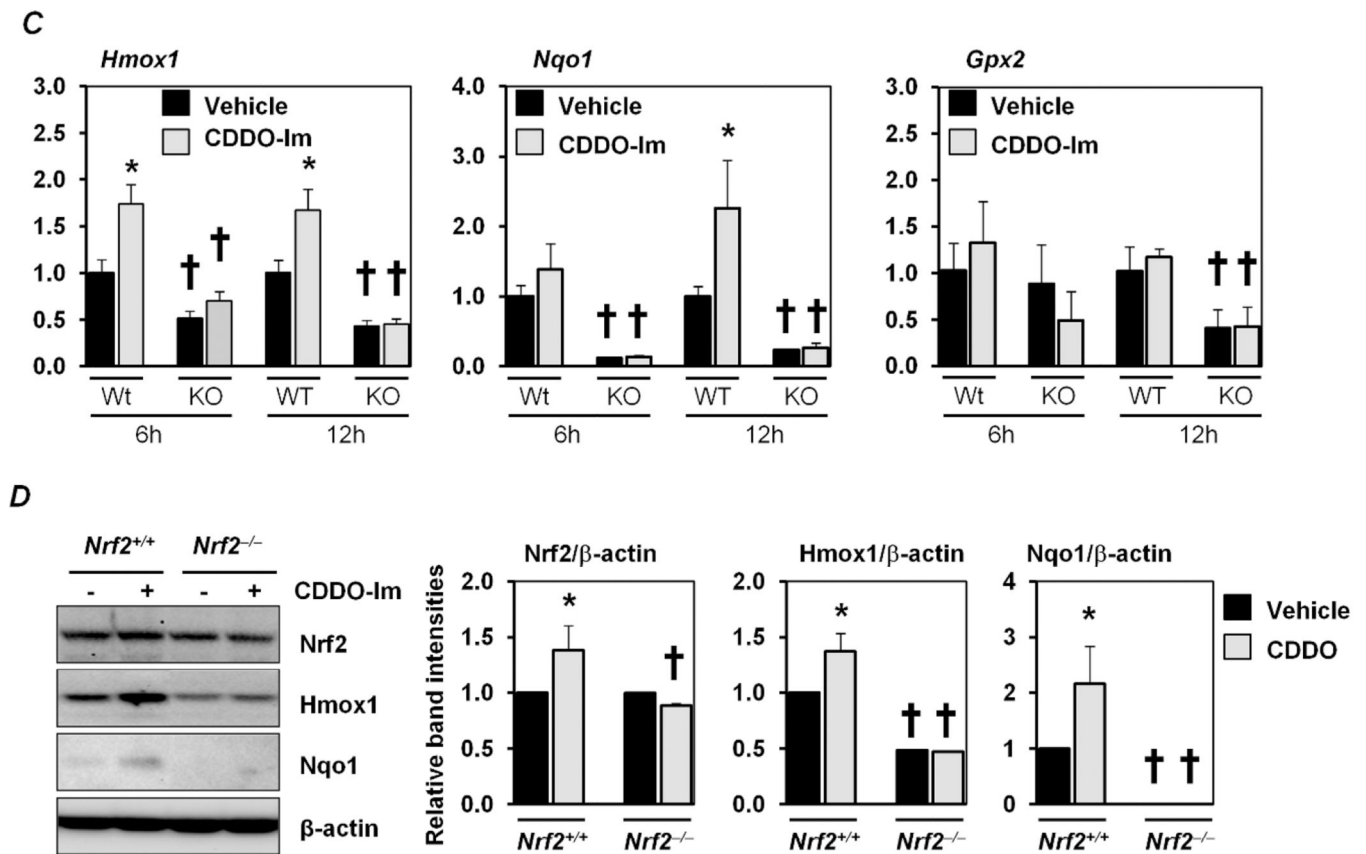 C
Hmox1
3.0
2.5
2.0
1.5
1.0
0.5
0.0
Vehicle
CDDO-Im
*
†
†
*
† †
Wt KO WT KO
6h 12h
Nqo1
4.0
3.0
2.0
1.0
0.0
Vehicle
CDDO-Im
*
† †
† †
Wt KO WT KO
6h 12h
Gpx2
3.0
2.5
2.0
1.5
1.0
0.5
0.0
Vehicle
CDDO-Im
† †
Wt KO WT KO
6h 12h
D
Nrf2+/+ Nrf2–/–
- + - + CDDO-Im
Nrf2
Hmox1
Nqo1
β-actin
Relative band intensities
Nrf2/β-actin
2.0
1.5
1.0
0.5
0.0
*
†
Nrf2+/+ Nrf2–/–
Hmox1/β-actin
2.0
1.5
1.0
0.5
0.0
*
† †
Nrf2+/+ Nrf2–/–
Nqo1/β-actin
4
3
2
1
0
*
† †
Nrf2+/+ Nrf2–/–
Vehicle
CDDO